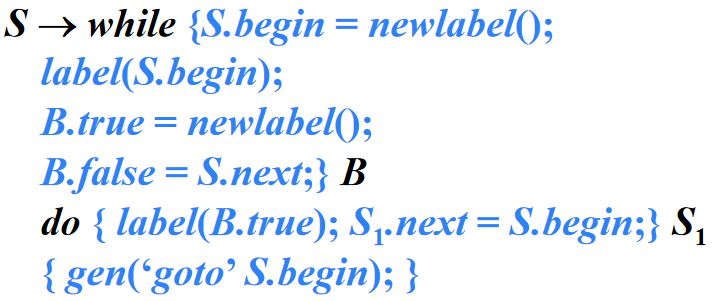 S → while {S.begin = newlabel();
label(S.begin);
B.true = newlabel();
B.false = S.next;} B
do { label(B.true); S₁.next = S.begin;} S₁
{ gen(‘goto’ S.begin); }